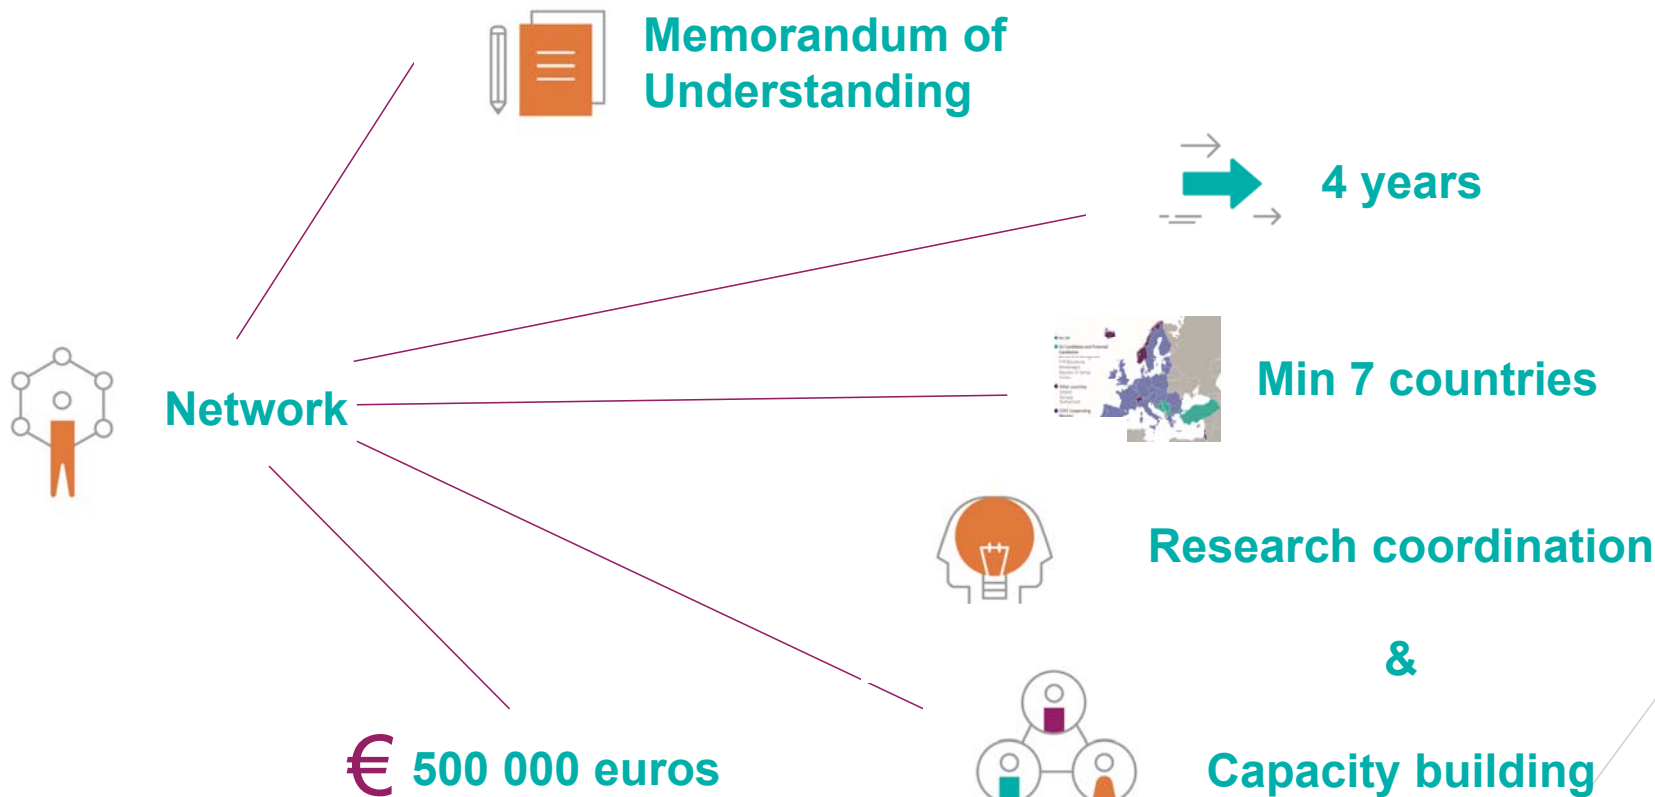 Memorandum of
Understanding
4 years
Min 7 countries
Network
Research coordination
&
Capacity building
€ 500 000 euros